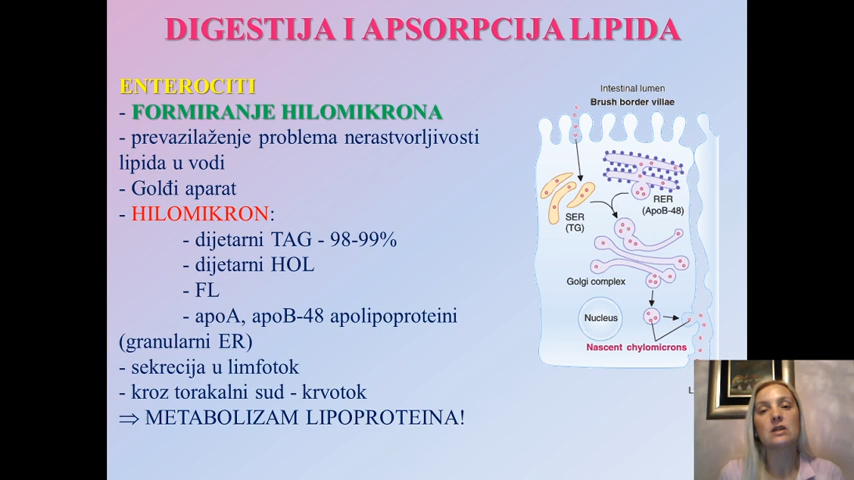 DIGESTIJA I APSORPCIJA LIPIDA
ENTEROCITI
- FORMIRANJE HILOMIKRONA
- prevazilaženje problema nerastvorljivosti
lipida u vodi
- Golđi aparat
- HILOMIKRON:
- dijetarni TAG - 98-99%
- dijetarni HOL
- FL
- apoA, apoB-48 apolipoproteini
(granularni ER)
- sekrecija u limfotok
- kroz torakalni sud - krvotok
⇒ METABOLIZAM LIPOPROTEINA!
Intestinal lumen
Brush border villae
RER
(ApoB-48)
SER
(TG)
Golgi complex
Nucleus
Nascent chylomicrons